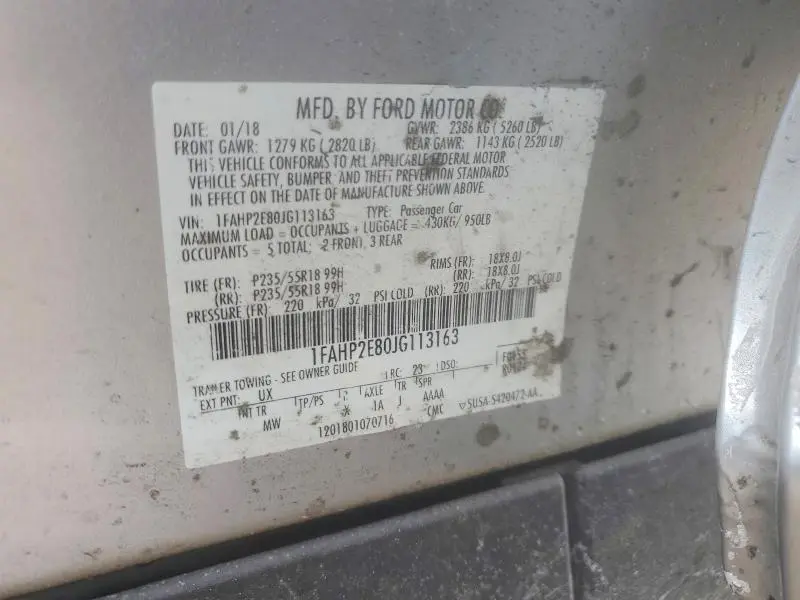 MFD. BY FORD MOTOR CO.
DATE: 01/18 GVWR: 2386 KG ( 5260 LB)
FRONT GAWR: 1279 KG ( 2820 LB) REAR GAWR: 1143 KG ( 2520 LB)
THIS VEHICLE CONFORMS TO ALL APPLICABLE FEDERAL MOTOR
VEHICLE SAFETY, BUMPER, AND THEFT PREVENTION STANDARDS
IN EFFECT ON THE DATE OF MANUFACTURE SHOWN ABOVE.
VIN: 1FAHP2E80JG113163 TYPE: Passenger Car
MAXIMUM LOAD = OCCUPANTS + LUGGAGE = 430KG/ 950LB
OCCUPANTS = 5 TOTAL; 2 FRONT, 3 REAR
TIRE (FR): P235/55R18 99H RIMS (FR): 18X8.0J
(RR): P235/55R18 99H (RR): 18X8.0J
PRESSURE (FR): 220 kPa/ 32 PSI COLD (RR): 220 kPa/ 32 PSI COLD
1FAHP2E80JG113163
TRAILER TOWING - SEE OWNER GUIDE
EXT PNT: UX RC: 23 DSO:
INT TR TP/PS R AXLE TR SPR
MW 1A J AAAA
1201801070716 CMC 5U5A-5420472-AA